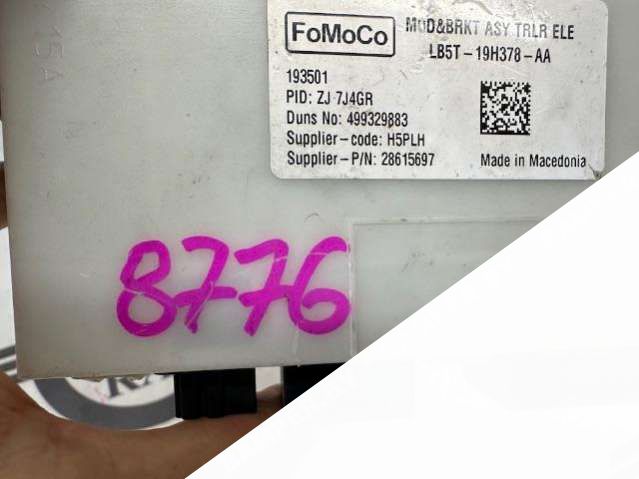 FoMoCo
MOD&BRKT ASY TRLR ELE
LB5T-19H378-AA
193501
PID: ZJ 7J4GR
Duns No: 499329883
Supplier-code: H5PLH
Supplier-P/N: 28615697
Made in Macedonia
15A
8776